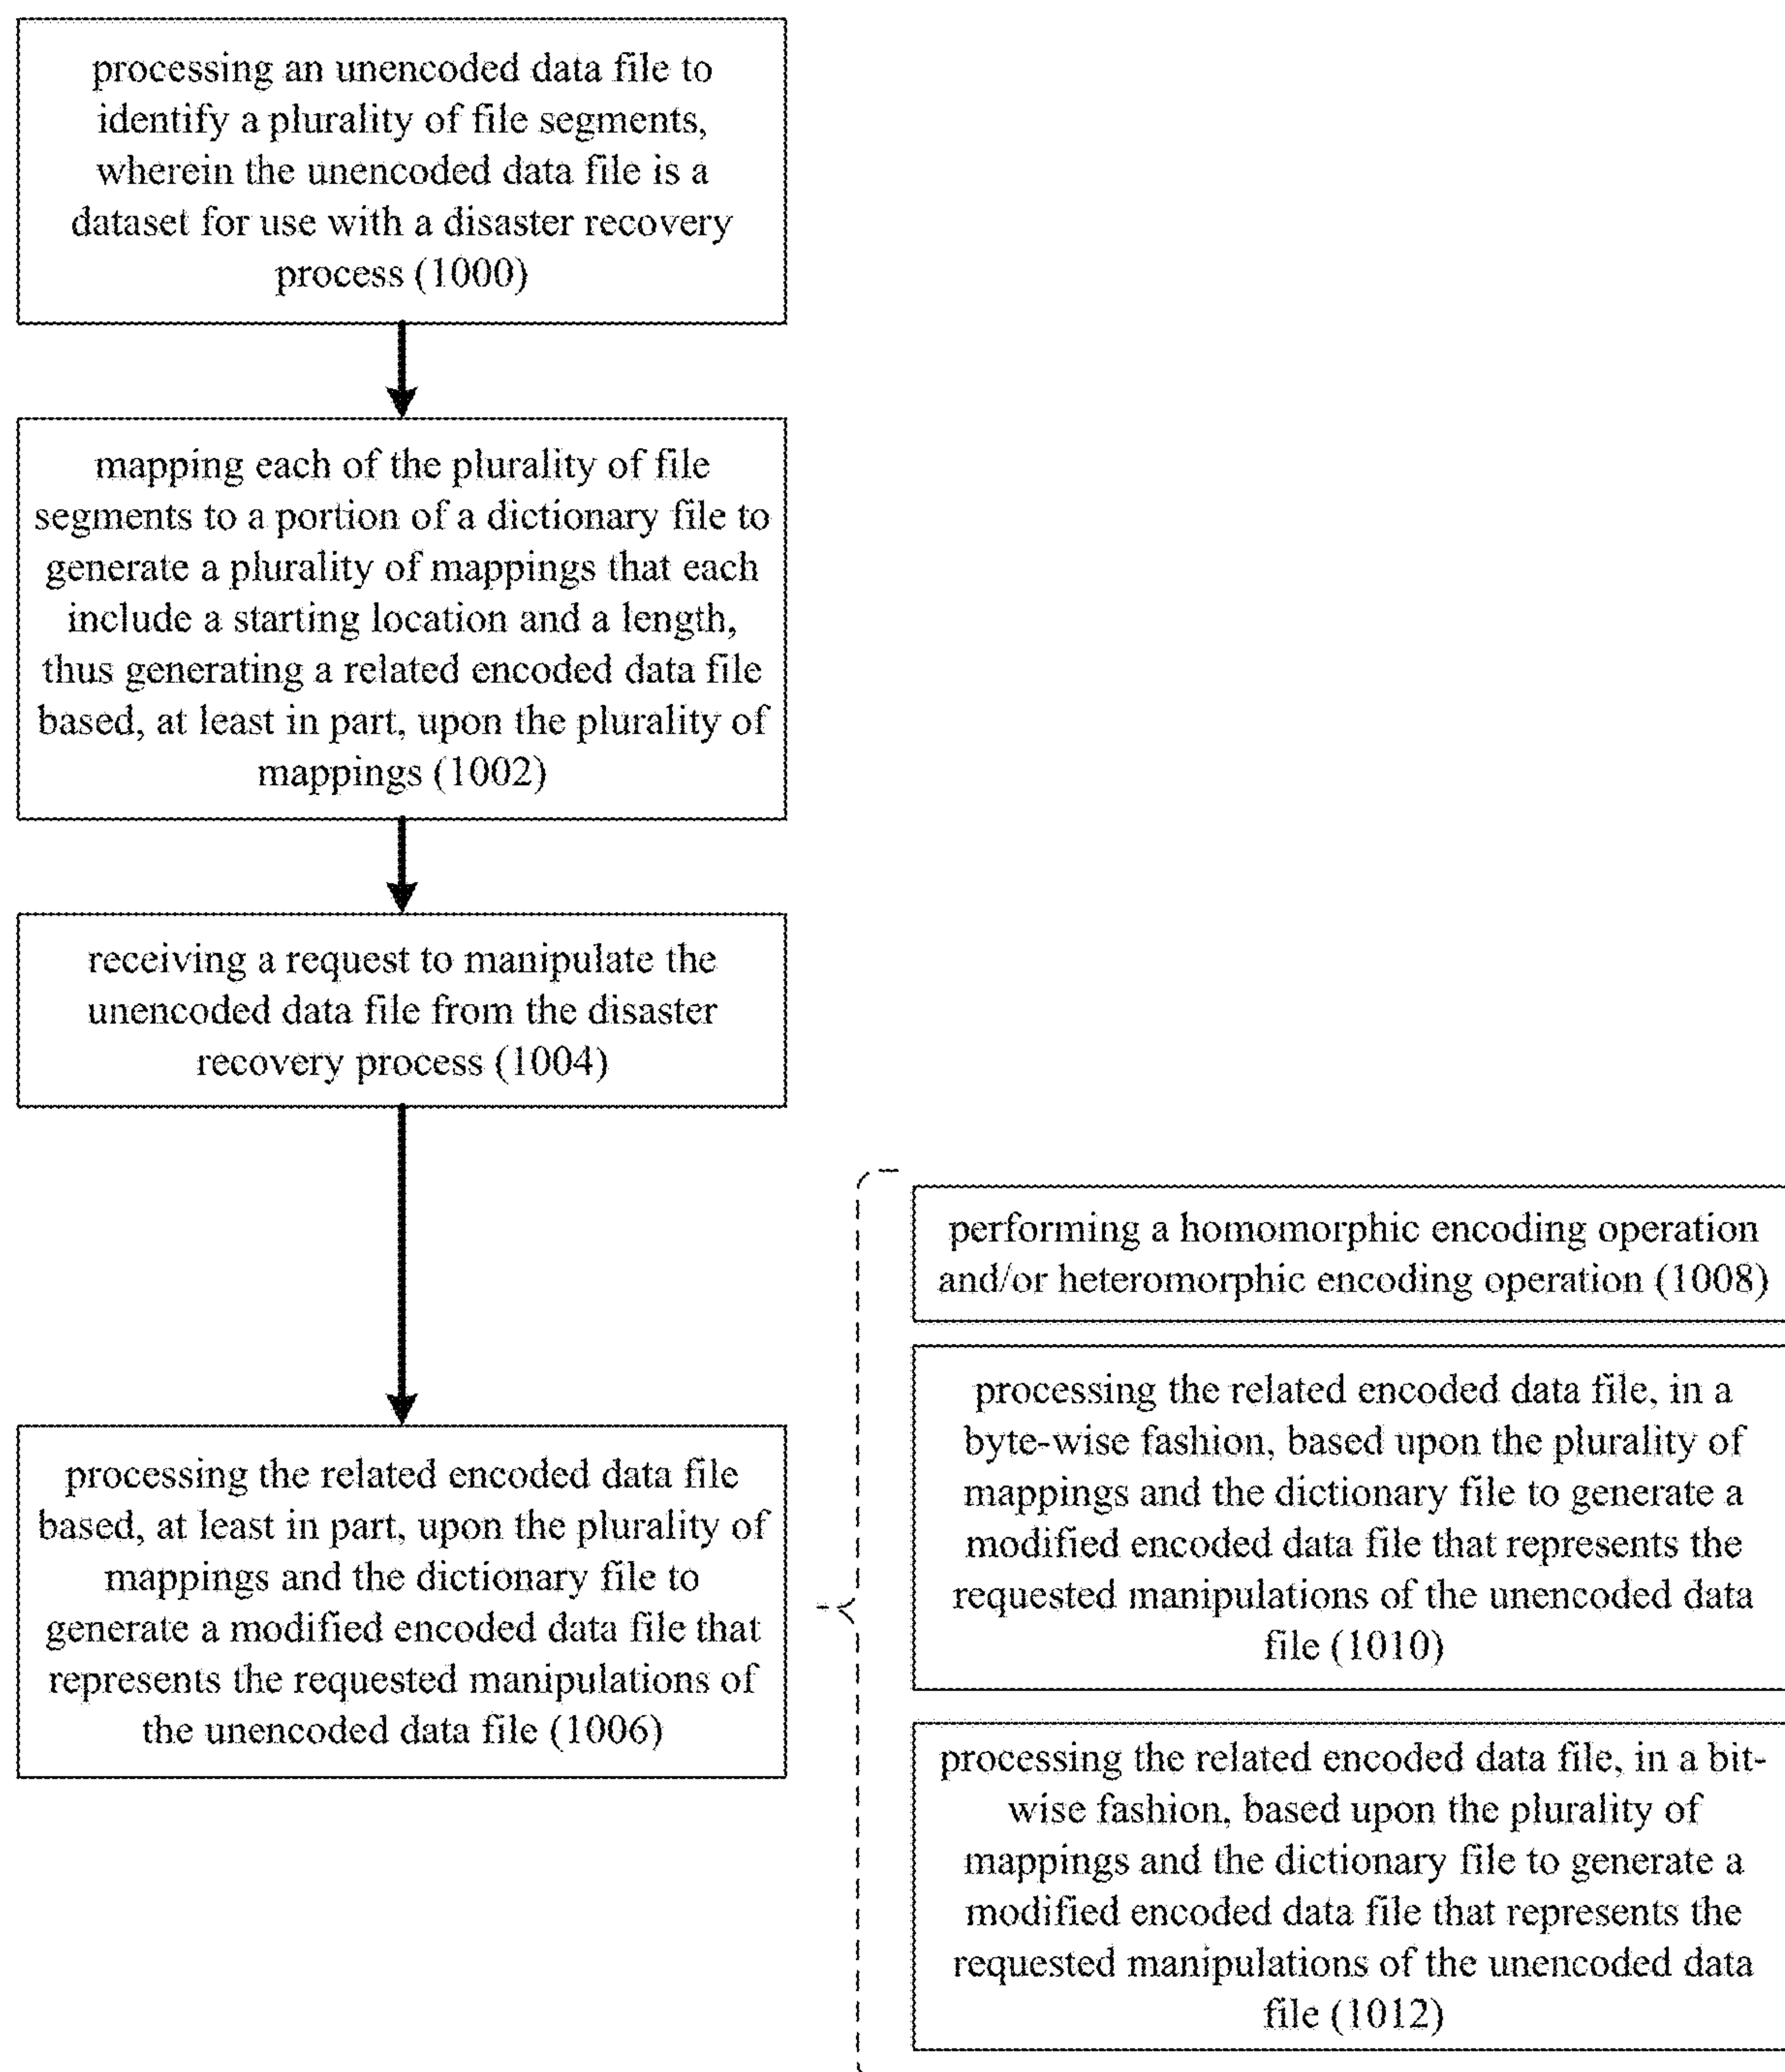 processing an unencoded data file to
identify a plurality of file segments,
wherein the unencoded data file is a
dataset for use with a disaster recovery
process (1000)
mapping each of the plurality of file
segments to a portion of a dictionary file to
generate a plurality of mappings that each
include a starting location and a length,
thus generating a related encoded data file
based, at least in part, upon the plurality of
mappings (1002)
receiving a request to manipulate the
unencoded data file from the disaster
recovery process (1004)
processing the related encoded data file
based, at least in part, upon the plurality of
mappings and the dictionary file to
generate a modified encoded data file that
represents the requested manipulations of
the unencoded data file (1006)
performing a homomorphic encoding operation
and/or heteromorphic encoding operation (1008)
processing the related encoded data file, in a
byte-wise fashion, based upon the plurality of
mappings and the dictionary file to generate a
modified encoded data file that represents the
requested manipulations of the unencoded data
file (1010)
processing the related encoded data file, in a bit-
wise fashion, based upon the plurality of
mappings and the dictionary file to generate a
modified encoded data file that represents the
requested manipulations of the unencoded data
file (1012)